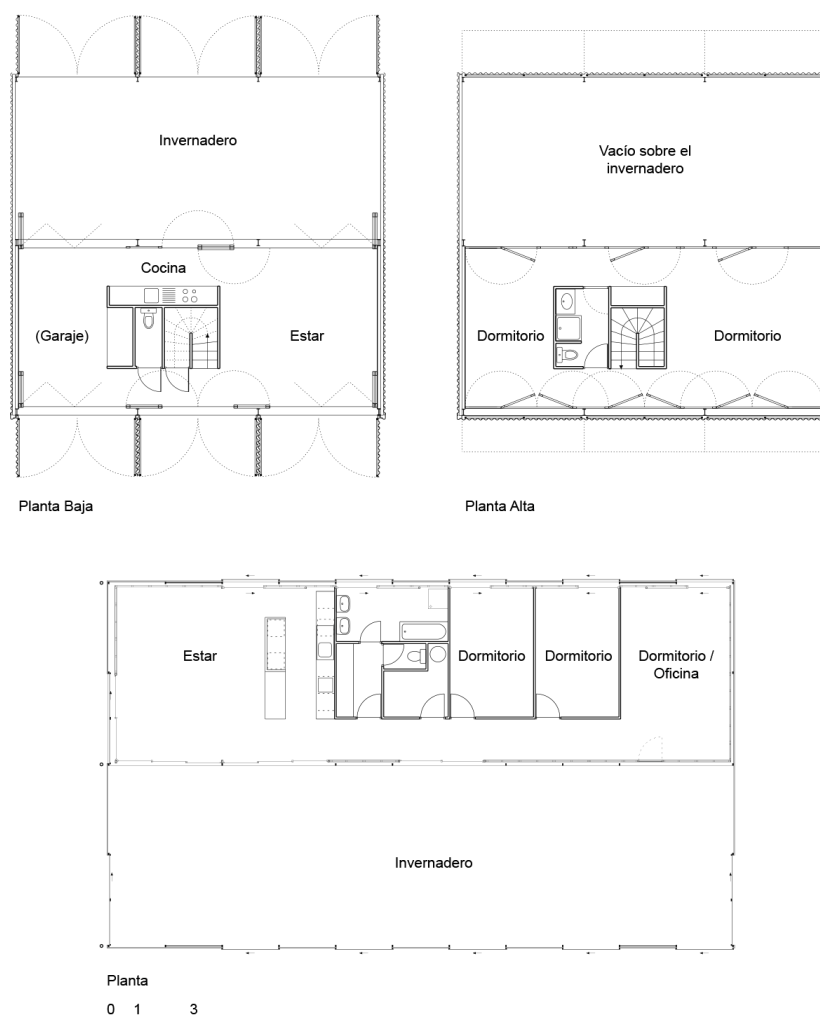 Invernadero
Cocina
(Garaje)
Estar
Planta Baja
Vacío sobre el
invernadero
Dormitorio
Dormitorio
Planta Alta
Estar
Dormitorio
Dormitorio
Dormitorio /
Oficina
Invernadero
Planta
0 1 3